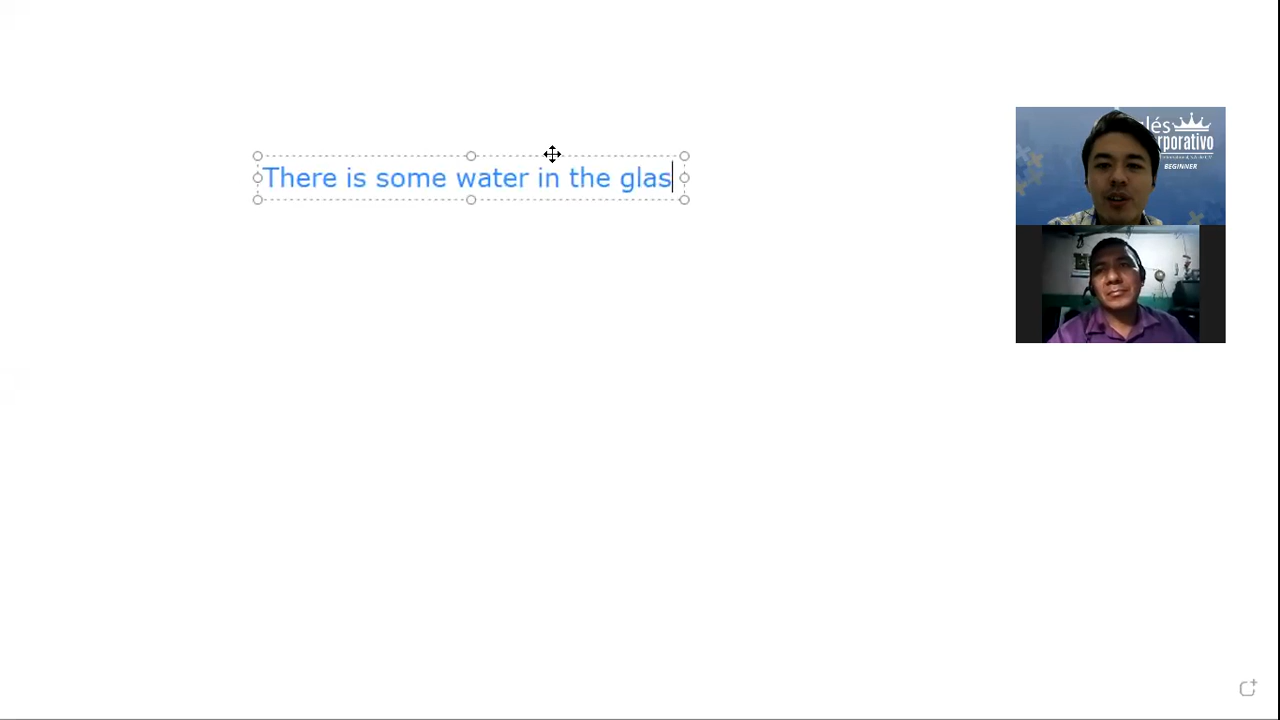 There is some water in the glas
lés
rporativo
BEGINNER